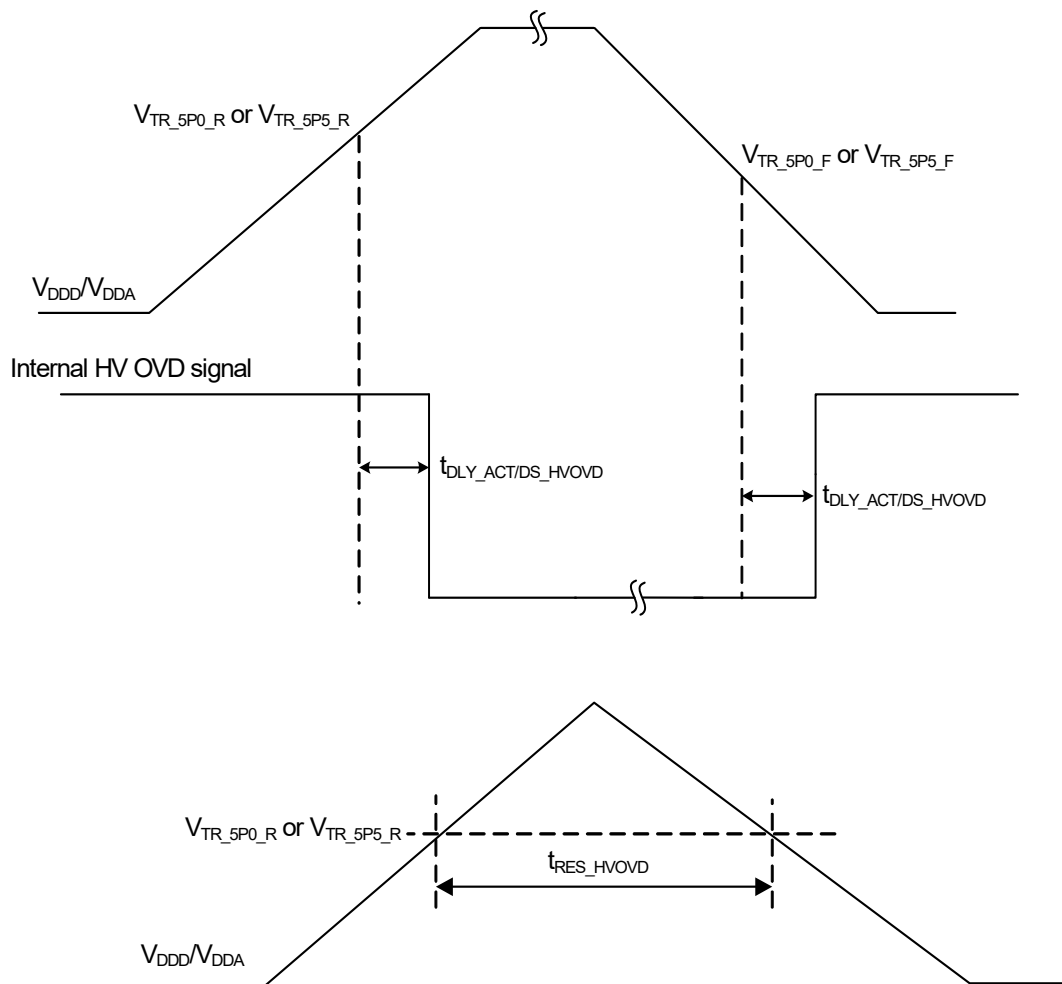 VTR_5P0_R or VTR_5P5_R
VTR_5P0_F or VTR_5P5_F
VDDD/VDDA
Internal HV OVD signal
tDLY_ACT/DS_HVOVD
tDLY_ACT/DS_HVOVD
VTR_5P0_R or VTR_5P5_R
tRES_HVOVD
VDDD/VDDA